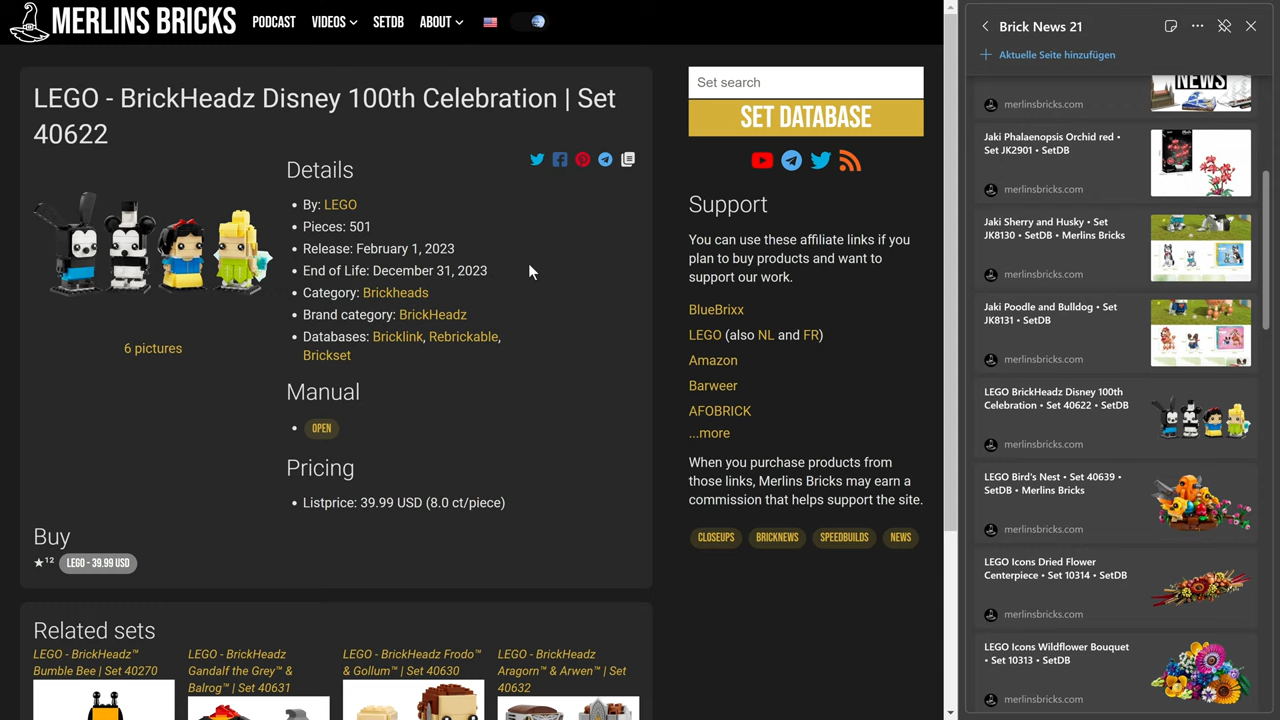 MERLINS BRICKS
PODCAST
VIDEOS
SETDB
ABOUT
LEGO - BrickHeadz Disney 100th Celebration | Set
40622
Details
By: LEGO
Pieces: 501
Release: February 1, 2023
End of Life: December 31, 2023
Category: Brickheads
Brand category: BrickHeadz
Databases: Bricklink, Rebrickable,
Brickset
6 pictures
Manual
OPEN
Pricing
Listprice: 39.99 USD (8.0 ct/piece)
Buy
★12 LEGO - 39.99 USD
Related sets
LEGO - BrickHeadz™
Bumble Bee | Set 40270
LEGO - BrickHeadz
Gandalf the Grey™ &
Balrog™ | Set 40631
LEGO - BrickHeadz Frodo™
& Gollum™ | Set 40630
LEGO - BrickHeadz
Aragorn™ & Arwen™ | Set
40632
Set search
SET DATABASE
Support
You can use these affiliate links if you
plan to buy products and want to
support our work.
BlueBrixx
LEGO (also NL and FR)
Amazon
Barweer
AFOBRICK
...more
When you purchase products from
those links, Merlins Bricks may earn a
commission that helps support the site.
CLOSEUPS
BRICKNEWS
SPEEDBUILDS
NEWS
Brick News 21
Aktuelle Seite hinzufügen
NEWS
merlinsbricks.com
Jaki Phalaenopsis Orchid red •
Set JK2901 • SetDB
merlinsbricks.com
Jaki Sherry and Husky • Set
JK8130 • SetDB • Merlins Bricks
merlinsbricks.com
Jaki Poodle and Bulldog • Set
JK8131 • SetDB
merlinsbricks.com
LEGO BrickHeadz Disney 100th
Celebration • Set 40622 • SetDB
merlinsbricks.com
LEGO Bird's Nest • Set 40639 •
SetDB • Merlins Bricks
merlinsbricks.com
LEGO Icons Dried Flower
Centerpiece • Set 10314 • SetDB
merlinsbricks.com
LEGO Icons Wildflower Bouquet
• Set 10313 • SetDB
merlinsbricks.com